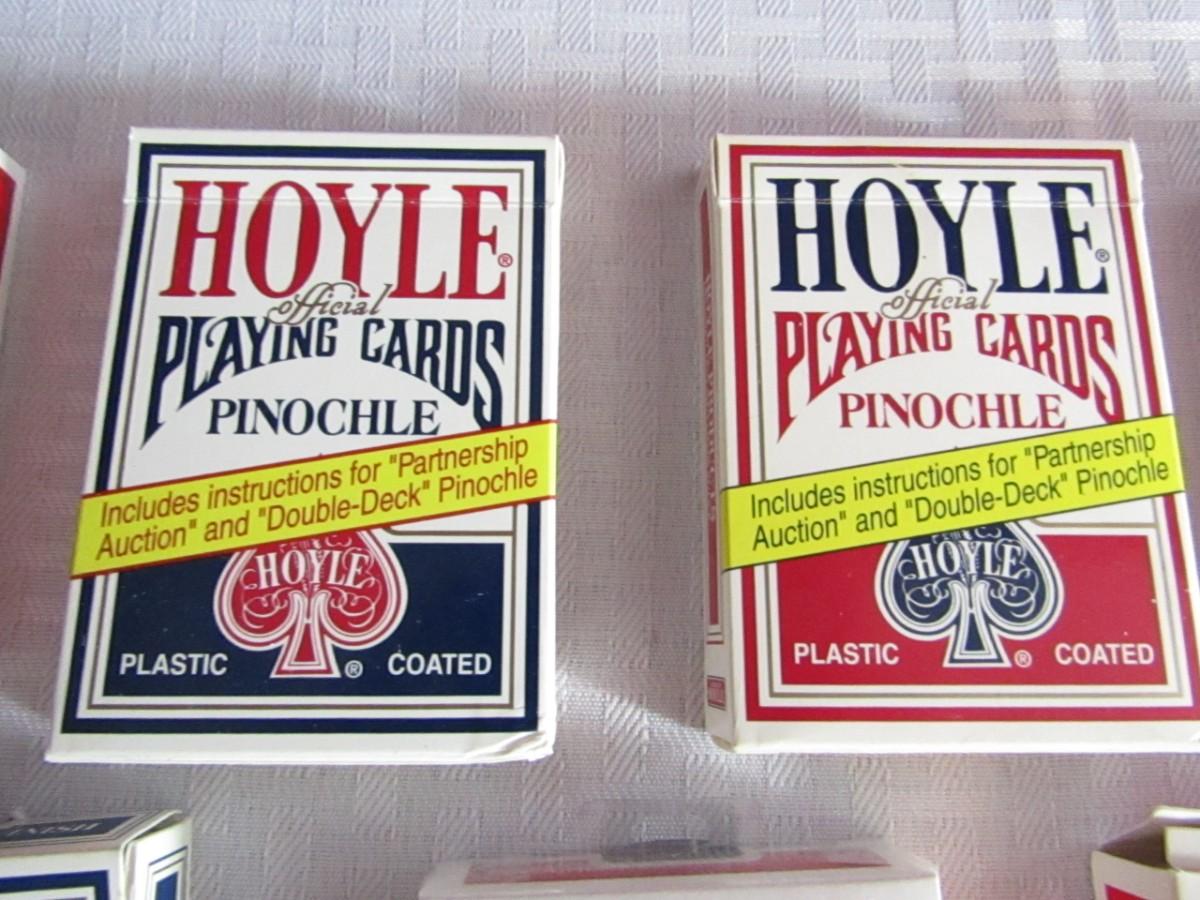 HOYLE®
official
PLAYING CARDS
PINOCHLE
Includes instructions for "Partnership
Auction" and "Double-Deck" Pinochle
HOYLE
PLASTIC ® COATED
HOYLE®
official
PLAYING CARDS
PINOCHLE
Includes instructions for "Partnership
Auction" and "Double-Deck" Pinochle
HOYLE
PLASTIC ® COATED